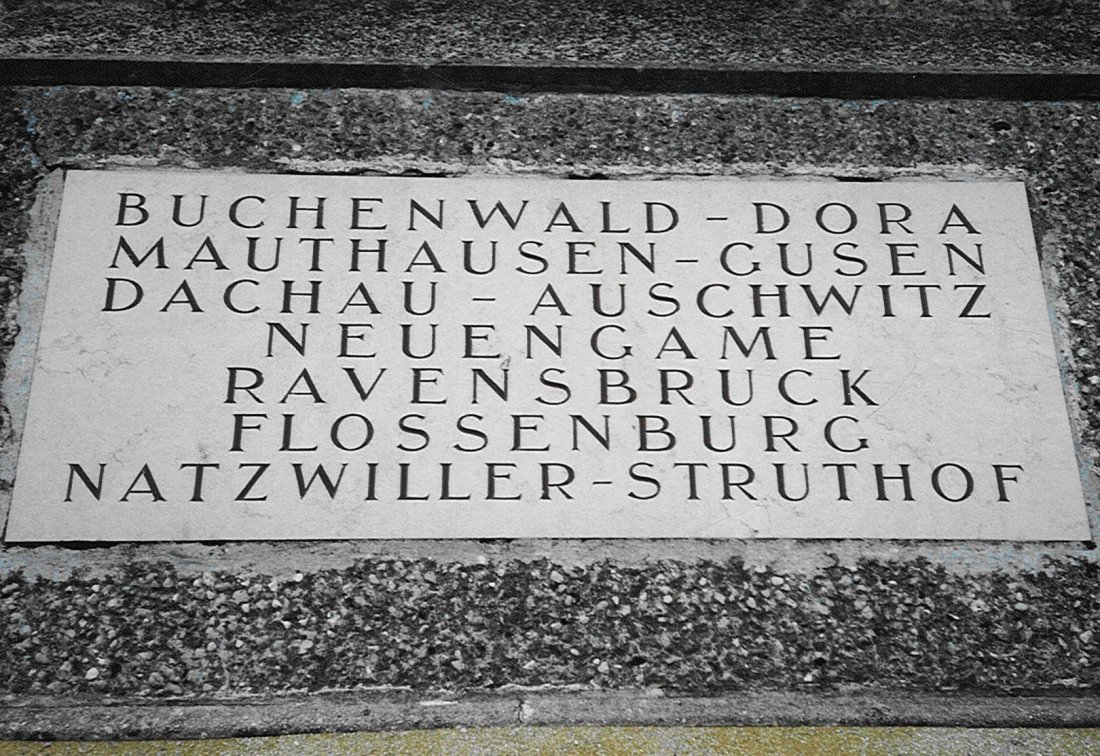 BUCHENWALD - DORA
MAUTHAUSEN - GUSEN
DACHAU - AUSCHWITZ
NEUENGAME
RAVENSBRUCK
FLOSSENBURG
NATZWILLER - STRUTHOF